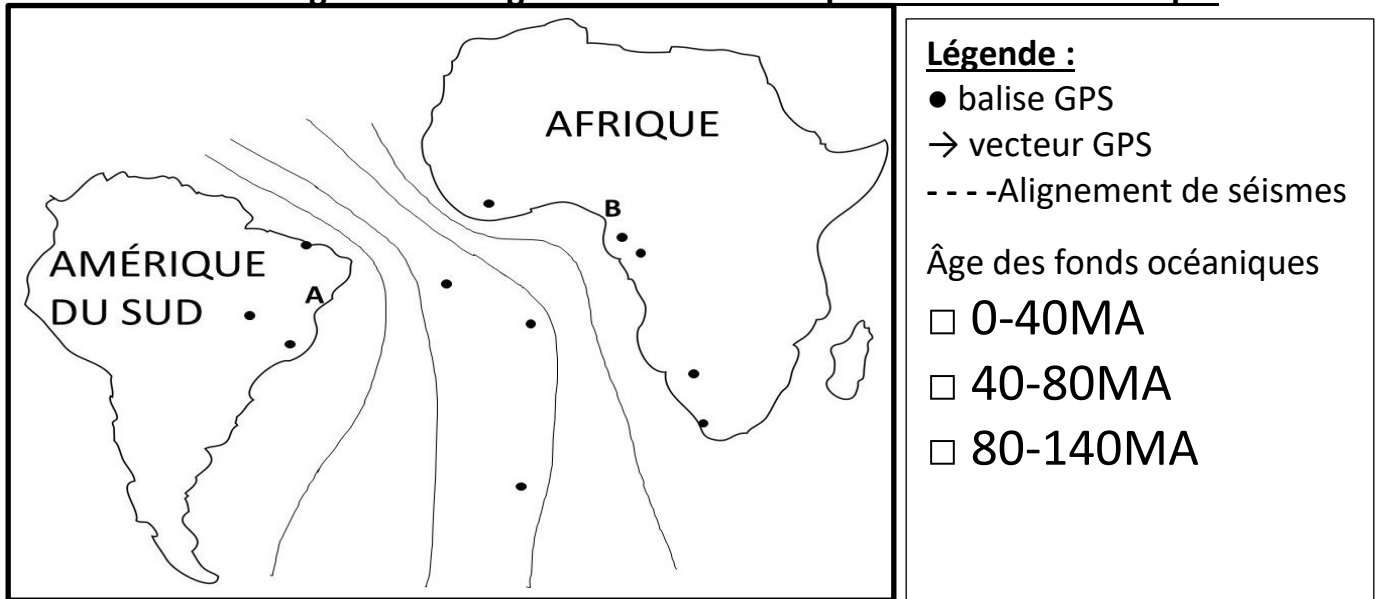 AFRIQUE
B
AMÉRIQUE
DU SUD
A
Légende :
● balise GPS
→ vecteur GPS
- - - -Alignement de séismes
Âge des fonds océaniques
□ 0-40MA
□ 40-80MA
□ 80-140MA